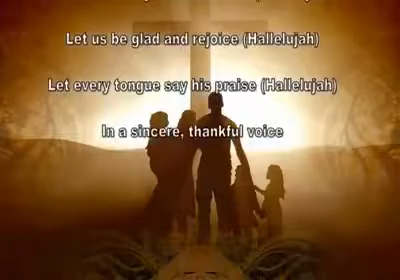 Let us be glad and rejoice (Hallelujah)
Let every tongue say his praise (Hallelujah)
In a sincere, thankful voice